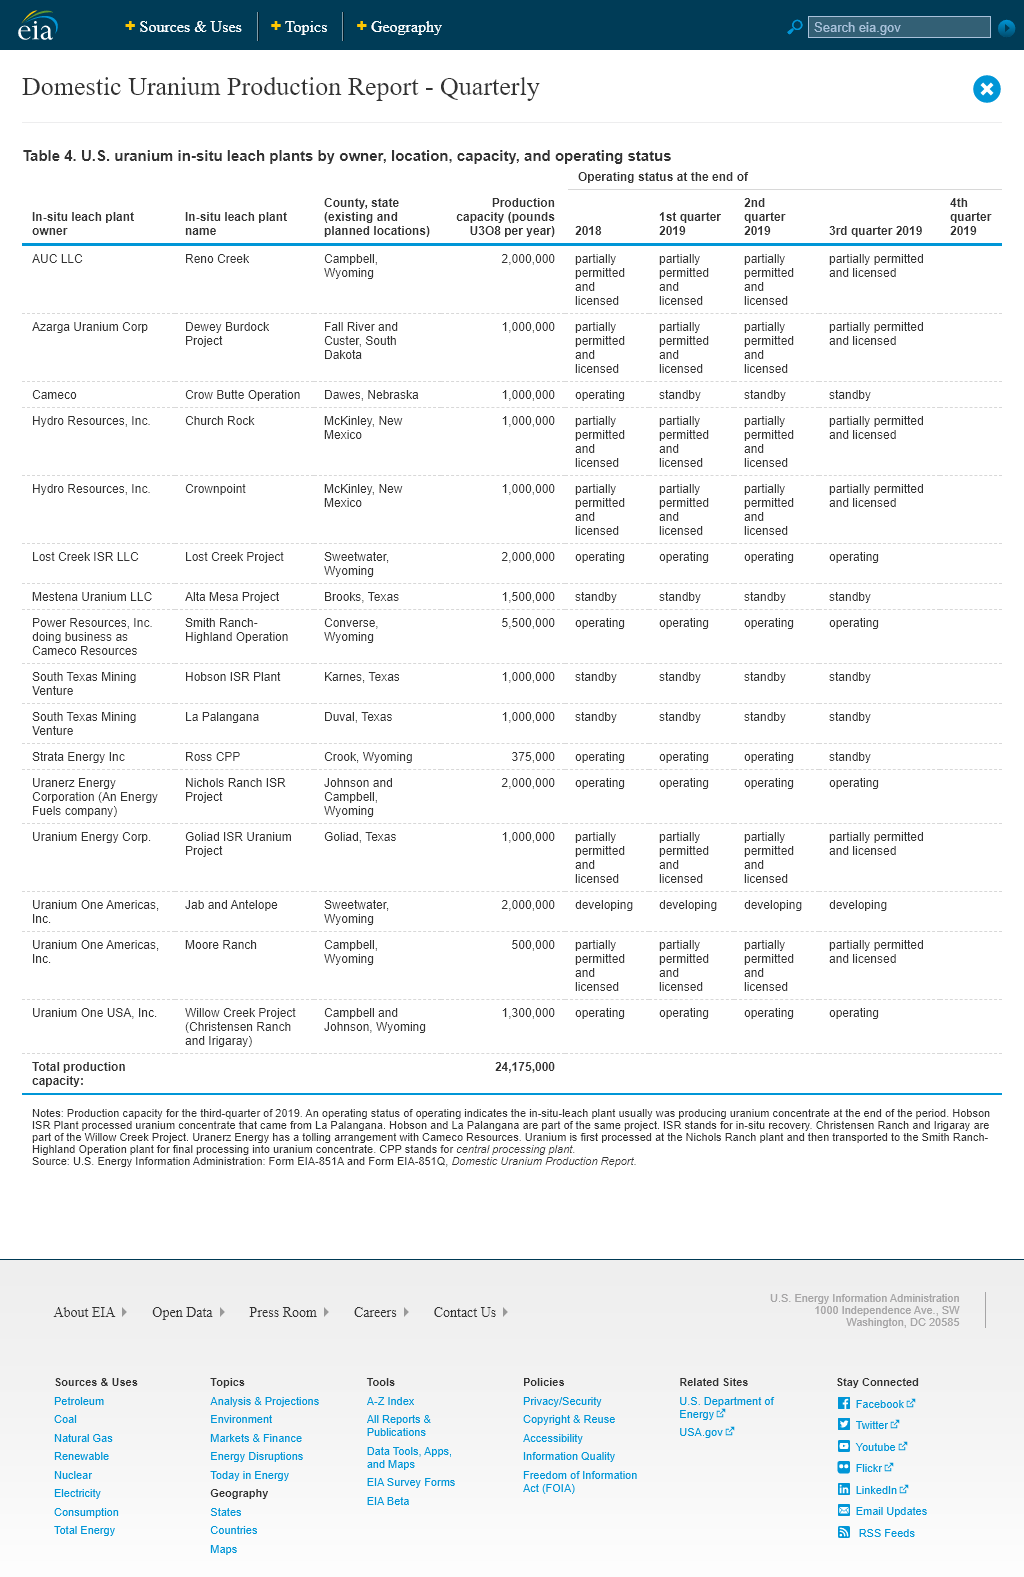 eia
Sources & Uses
Topics
Geography
Search eia.gov
Domestic Uranium Production Report - Quarterly
Table 4. U.S. uranium in-situ leach plants by owner, location, capacity, and operating status
Operating status at the end of
In-situ leach plant owner | In-situ leach plant name | County, state (existing and planned locations) | Production capacity (pounds U3O8 per year) | 2018 | 1st quarter 2019 | 2nd quarter 2019 | 3rd quarter 2019 | 4th quarter 2019
AUC LLC | Reno Creek | Campbell, Wyoming | 2,000,000 | partially permitted and licensed | partially permitted and licensed | partially permitted and licensed | partially permitted and licensed
Azarga Uranium Corp | Dewey Burdock Project | Fall River and Custer, South Dakota | 1,000,000 | partially permitted and licensed | partially permitted and licensed | partially permitted and licensed | partially permitted and licensed
Cameco | Crow Butte Operation | Dawes, Nebraska | 1,000,000 | operating | standby | standby | standby
Hydro Resources, Inc. | Church Rock | McKinley, New Mexico | 1,000,000 | partially permitted and licensed | partially permitted and licensed | partially permitted and licensed | partially permitted and licensed
Hydro Resources, Inc. | Crownpoint | McKinley, New Mexico | 1,000,000 | partially permitted and licensed | partially permitted and licensed | partially permitted and licensed | partially permitted and licensed
Lost Creek ISR LLC | Lost Creek Project | Sweetwater, Wyoming | 2,000,000 | operating | operating | operating | operating
Mestena Uranium LLC | Alta Mesa Project | Brooks, Texas | 1,500,000 | standby | standby | standby | standby
Power Resources, Inc. doing business as Cameco Resources | Smith Ranch-Highland Operation | Converse, Wyoming | 5,500,000 | operating | operating | operating | operating
South Texas Mining Venture | Hobson ISR Plant | Karnes, Texas | 1,000,000 | standby | standby | standby | standby
South Texas Mining Venture | La Palangana | Duval, Texas | 1,000,000 | standby | standby | standby | standby
Strata Energy Inc | Ross CPP | Crook, Wyoming | 375,000 | operating | operating | operating | standby
Uranerz Energy Corporation (An Energy Fuels company) | Nichols Ranch ISR Project | Johnson and Campbell, Wyoming | 2,000,000 | operating | operating | operating | operating
Uranium Energy Corp. | Goliad ISR Uranium Project | Goliad, Texas | 1,000,000 | partially permitted and licensed | partially permitted and licensed | partially permitted and licensed | partially permitted and licensed
Uranium One Americas, Inc. | Jab and Antelope | Sweetwater, Wyoming | 2,000,000 | developing | developing | developing | developing
Uranium One Americas, Inc. | Moore Ranch | Campbell, Wyoming | 500,000 | partially permitted and licensed | partially permitted and licensed | partially permitted and licensed | partially permitted and licensed
Uranium One USA, Inc. | Willow Creek Project (Christensen Ranch and Irigaray) | Campbell and Johnson, Wyoming | 1,300,000 | operating | operating | operating | operating
Total production capacity: | 24,175,000
Notes: Production capacity for the third-quarter of 2019. An operating status of operating indicates the in-situ-leach plant usually was producing uranium concentrate at the end of the period. Hobson
ISR Plant processed uranium concentrate that came from La Palangana. Hobson and La Palangana are part of the same project. ISR stands for in-situ recovery. Christensen Ranch and Irigaray are
part of the Willow Creek Project. Uranerz Energy has a tolling arrangement with Cameco Resources. Uranium is first processed at the Nichols Ranch plant and then transported to the Smith Ranch-
Highland Operation plant for final processing into uranium concentrate. CPP stands for central processing plant.
Source: U.S. Energy Information Administration: Form EIA-851A and Form EIA-851Q, Domestic Uranium Production Report.
About EIA
Open Data
Press Room
Careers
Contact Us
U.S. Energy Information Administration
1000 Independence Ave., SW
Washington, DC 20585
Sources & Uses
Petroleum
Coal
Natural Gas
Renewable
Nuclear
Electricity
Consumption
Total Energy
Topics
Analysis & Projections
Environment
Markets & Finance
Energy Disruptions
Today in Energy
Geography
States
Countries
Maps
Tools
A-Z Index
All Reports &
Publications
Data Tools, Apps,
and Maps
EIA Survey Forms
EIA Beta
Policies
Privacy/Security
Copyright & Reuse
Accessibility
Information Quality
Freedom of Information
Act (FOIA)
Related Sites
U.S. Department of
Energy
USA.gov
Stay Connected
Facebook
Twitter
Youtube
Flickr
LinkedIn
Email Updates
RSS Feeds